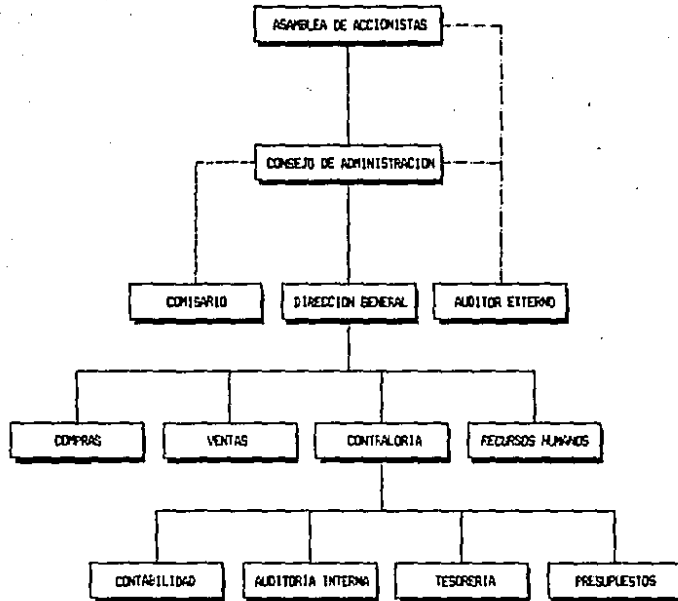 ASAMBLEA DE ACCIONISTAS
CONSEJO DE ADMINISTRACION
COMISARIO
DIRECCION GENERAL
AUDITOR EXTERNO
COMPRAS
VENTAS
CONTRALORIA
RECURSOS HUMANOS
CONTABILIDAD
AUDITORIA INTERNA
TESORERIA
PRESUPUESTOS